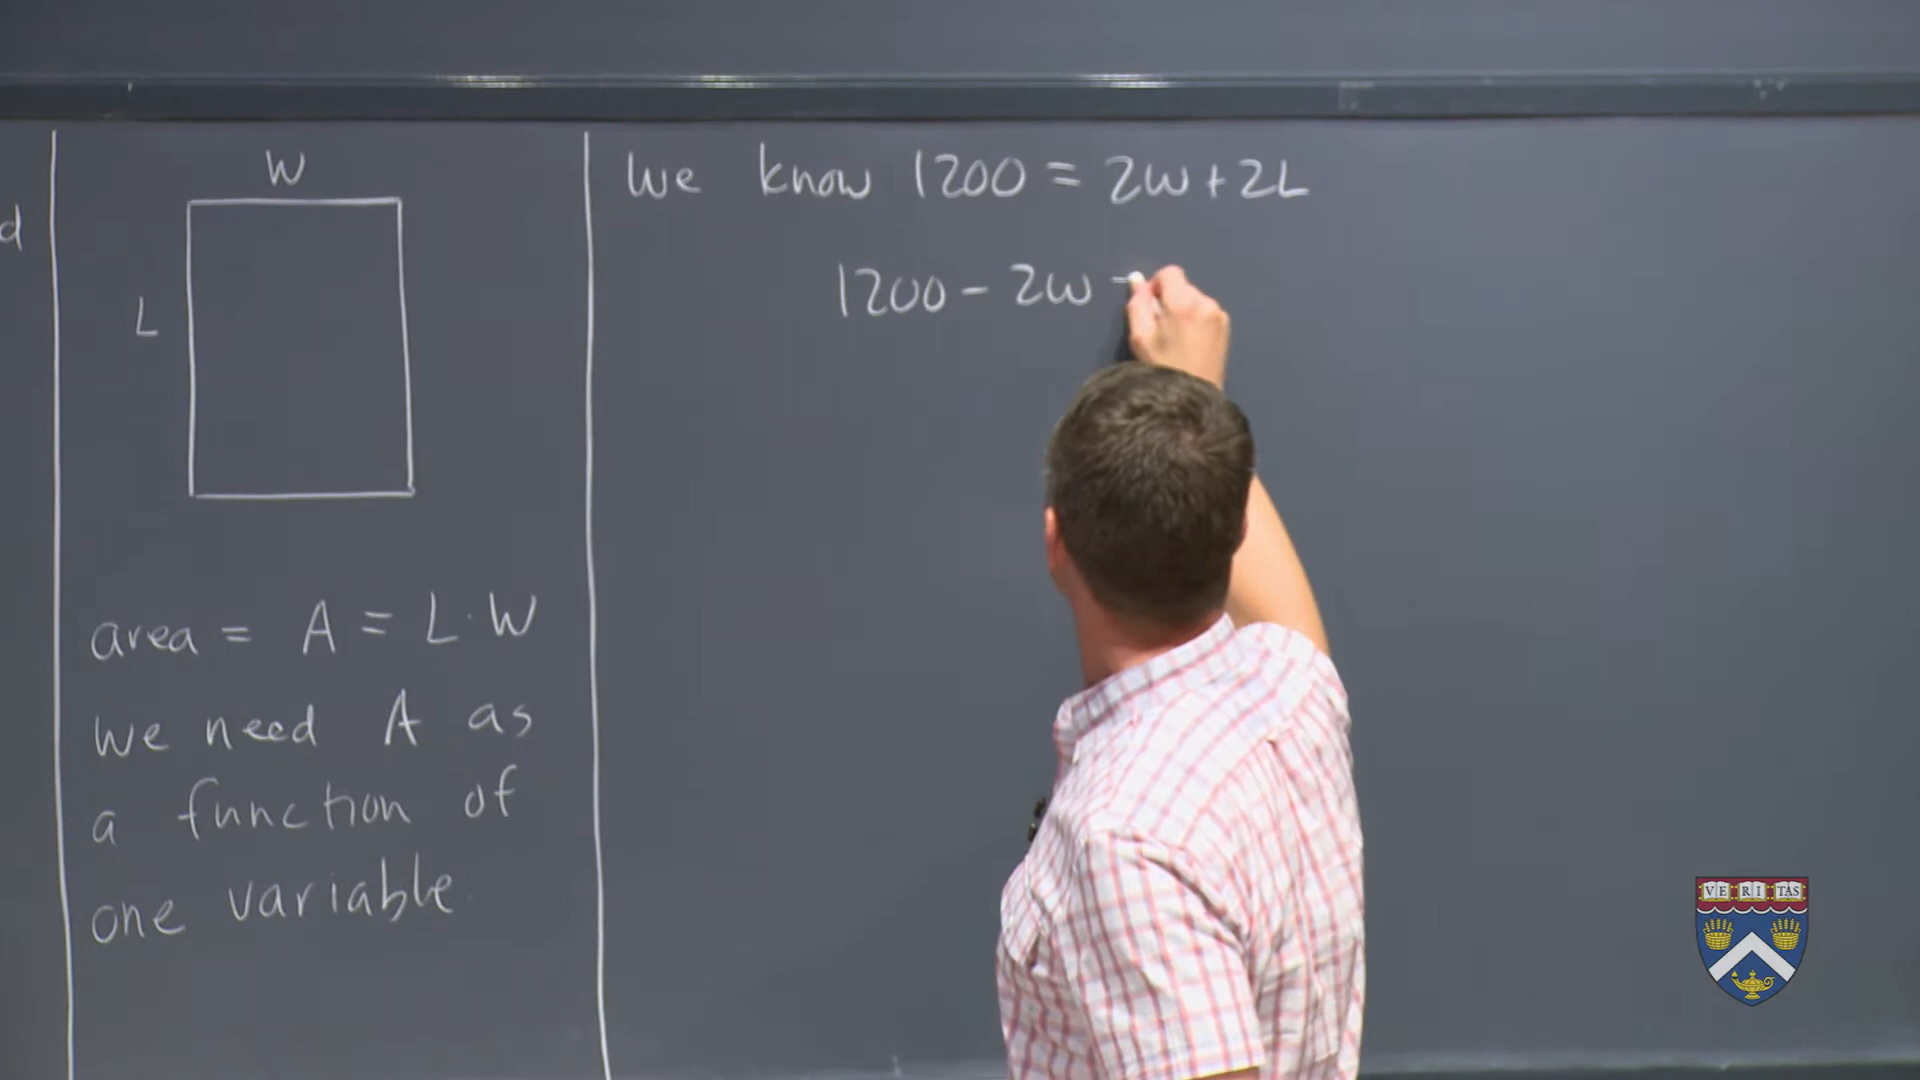 d
W
L
area = A = L · W
we need A as
a function of
one variable.
We know 1200 = 2W + 2L
1200 - 2W
VE RI TAS